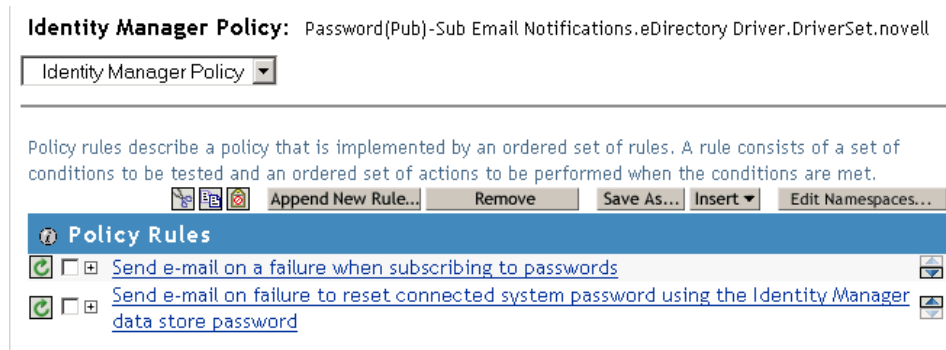 Identity Manager Policy: Password(Pub)-Sub Email Notifications.eDirectory Driver.DriverSet.novell
Identity Manager Policy
Policy rules describe a policy that is implemented by an ordered set of rules. A rule consists of a set of
conditions to be tested and an ordered set of actions to be performed when the conditions are met.
Append New Rule... Remove Save As... Insert Edit Namespaces...
Policy Rules
Send e-mail on a failure when subscribing to passwords
Send e-mail on failure to reset connected system password using the Identity Manager
data store password